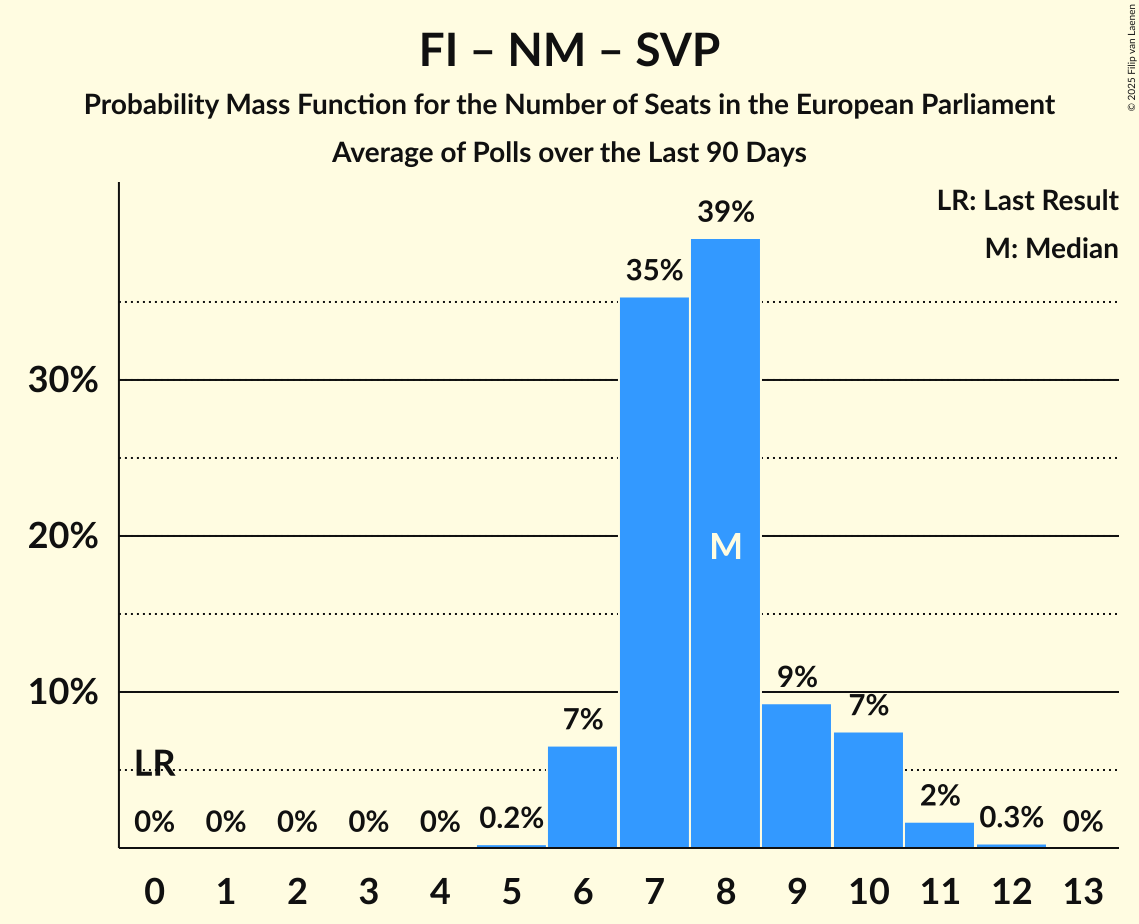 FI – NM – SVP
Probability Mass Function for the Number of Seats in the European Parliament
Average of Polls over the Last 90 Days
© 2025 Filip van Laenen
LR: Last Result
M: Median
39%
35%
30%
20%
M
10%
9%
7%
7%
LR
2%
0% 0% 0% 0% 0% 0.2% 0.3% 0%
0 1 2 3 4 5 6 7 8 9 10 11 12 13